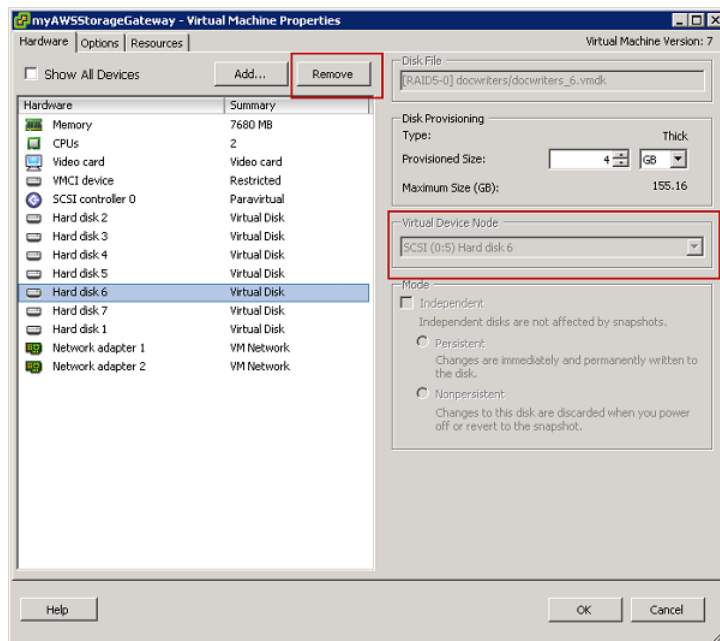 myAWSStorageGateway - Virtual Machine Properties
Hardware Options Resources Virtual Machine Version: 7
Show All Devices Add... Remove
Hardware Summary
Memory 7680 MB
CPUs 2
Video card Video card
VMCI device Restricted
SCSI controller 0 Paravirtual
Hard disk 2 Virtual Disk
Hard disk 3 Virtual Disk
Hard disk 4 Virtual Disk
Hard disk 5 Virtual Disk
Hard disk 6 Virtual Disk
Hard disk 7 Virtual Disk
Hard disk 1 Virtual Disk
Network adapter 1 VM Network
Network adapter 2 VM Network
Disk File
[RAID5-0] docwriters/docwriters_6.vmdk
Disk Provisioning
Type: Thick
Provisioned Size: 4 GB
Maximum Size (GB): 155.16
Virtual Device Node
SCSI (0:5) Hard disk 6
Mode
Independent
Independent disks are not affected by snapshots.
Persistent
Changes are immediately and permanently written to
the disk.
Nonpersistent
Changes to this disk are discarded when you power
off or revert to the snapshot.
Help OK Cancel